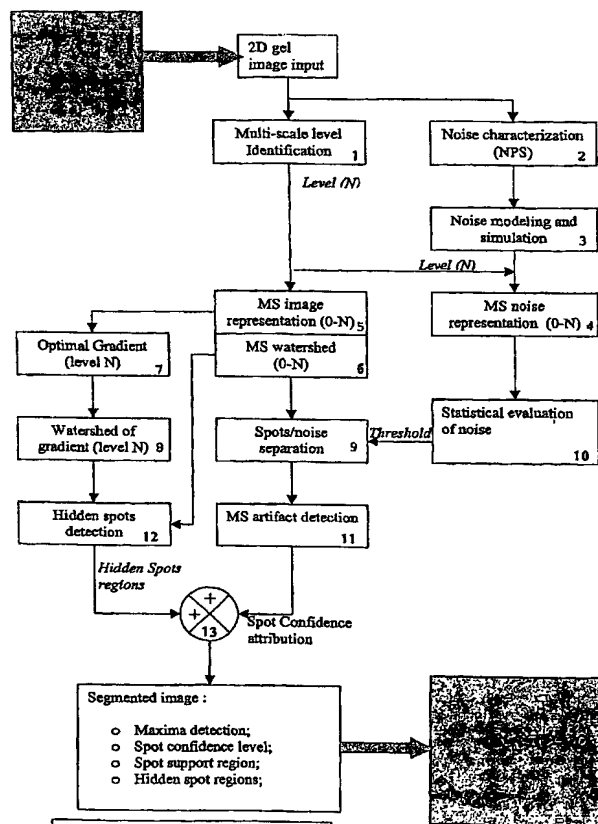 2D gel
image input
Multi-scale level
Identification 1
Noise characterization
(NPS) 2
Level (N)
Noise modeling and
simulation 3
Level (N)
MS image
representation (0-N) 5
MS noise
representation (0-N) 4
Optimal Gradient
(level N) 7
MS watershed
(0-N) 6
Watershed of
gradient (level N) 8
Spots/noise
separation 9
Threshold
Statistical evaluation
of noise 10
Hidden spots
detection 12
MS artifact detection
11
Hidden Spots
regions
+
+
13
Spot Confidence
attribution
Segmented image :
o Maxima detection;
o Spot confidence level;
o Spot support region;
o Hidden spot regions;